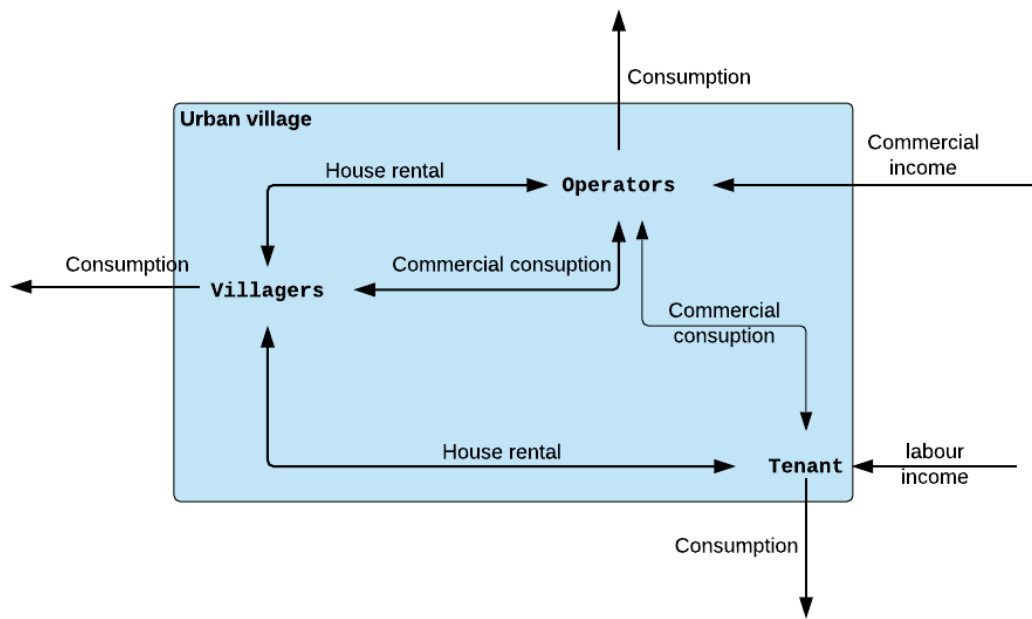 Consumption
Urban village
Commercial
income
House rental
Operators
Consumption
Commercial consuption
Villagers
Commercial
consuption
House rental
Tenant
labour
income
Consumption